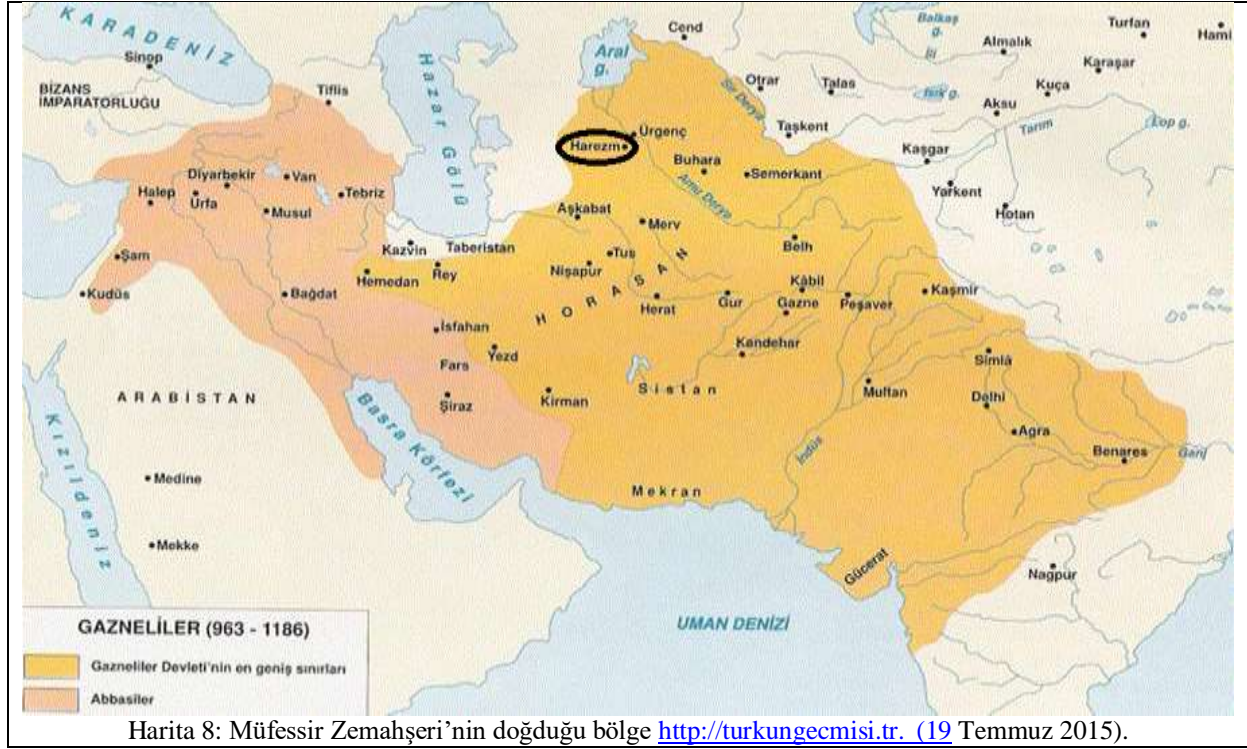 KARADENİZ
Sinop
BİZANS
İMPARATORLUĞU
Tiflis
Hazar Gölü
Aral
g.
Cend
Balkaş
g.
İli
Almalık
Turfan
Hami
Karaşar
Otrar
Talas
Isık g.
Kuça
Aksu
Sir Derya
Taşkent
Tarım
Lop g.
Ürgenç
Harezm
Buhara
Semerkant
Kaşgar
Yarkent
Hotan
Amu Derya
Diyarbekir
Van
Halep
Urfa
Musul
Tebriz
Aşkabat
Merv
Kazvin
Taberistan
Tus
Belh
Şam
Hemedan
Rey
Nişapur
HORASAN
Kâbil
Kudüs
Bağdat
Herat
Gur
Gazne
Peşaver
Kaşmir
İsfahan
Yezd
Kandehar
Fars
Simlâ
ARABİSTAN
Şiraz
Kirman
Sistan
Multan
Delhi
Basra Körfezi
Agra
Benares
Ganj
İndüs
Kızıldeniz
Medine
Mekran
Mekke
Gücerat
Nagpur
UMAN DENİZİ
GAZNELİLER (963 - 1186)
Gazneliler Devleti'nin en geniş sınırları
Abbasiler
Harita 8: Müfessir Zemahşeri’nin doğduğu bölge http://turkungecmisi.tr. (19 Temmuz 2015).